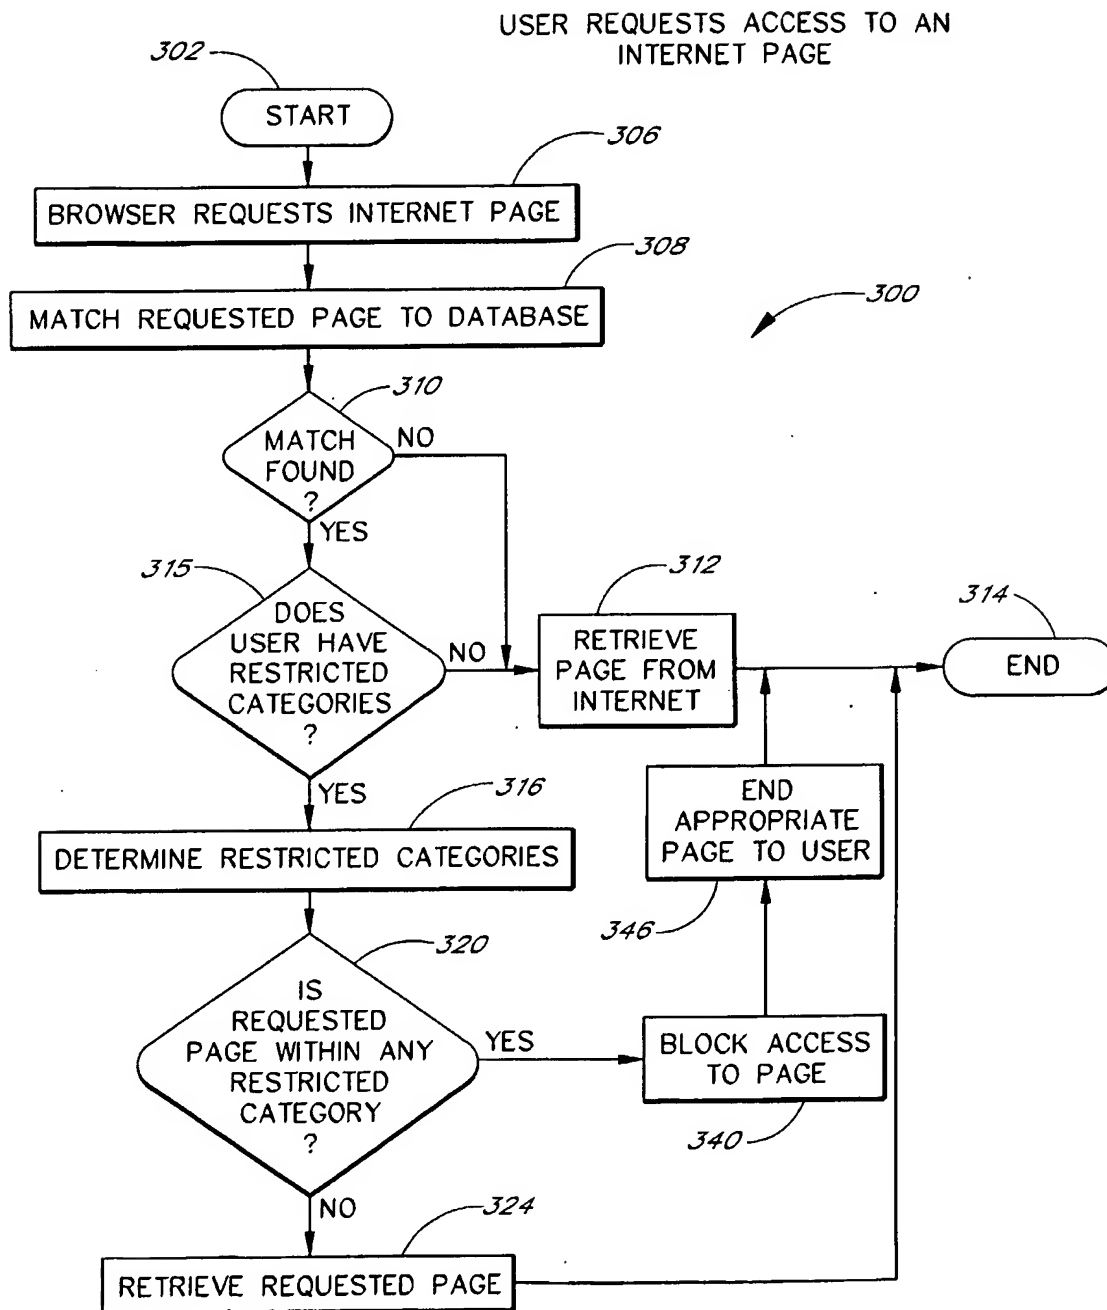 USER REQUESTS ACCESS TO AN
INTERNET PAGE
302
START
306
BROWSER REQUESTS INTERNET PAGE
308
MATCH REQUESTED PAGE TO DATABASE
300
310
MATCH
FOUND
?
NO
YES
315
DOES
USER HAVE
RESTRICTED
CATEGORIES
?
NO
312
RETRIEVE
PAGE FROM
INTERNET
314
END
YES
316
DETERMINE RESTRICTED CATEGORIES
END
APPROPRIATE
PAGE TO USER
346
320
IS
REQUESTED
PAGE WITHIN ANY
RESTRICTED
CATEGORY
?
YES
BLOCK ACCESS
TO PAGE
340
NO
324
RETRIEVE REQUESTED PAGE